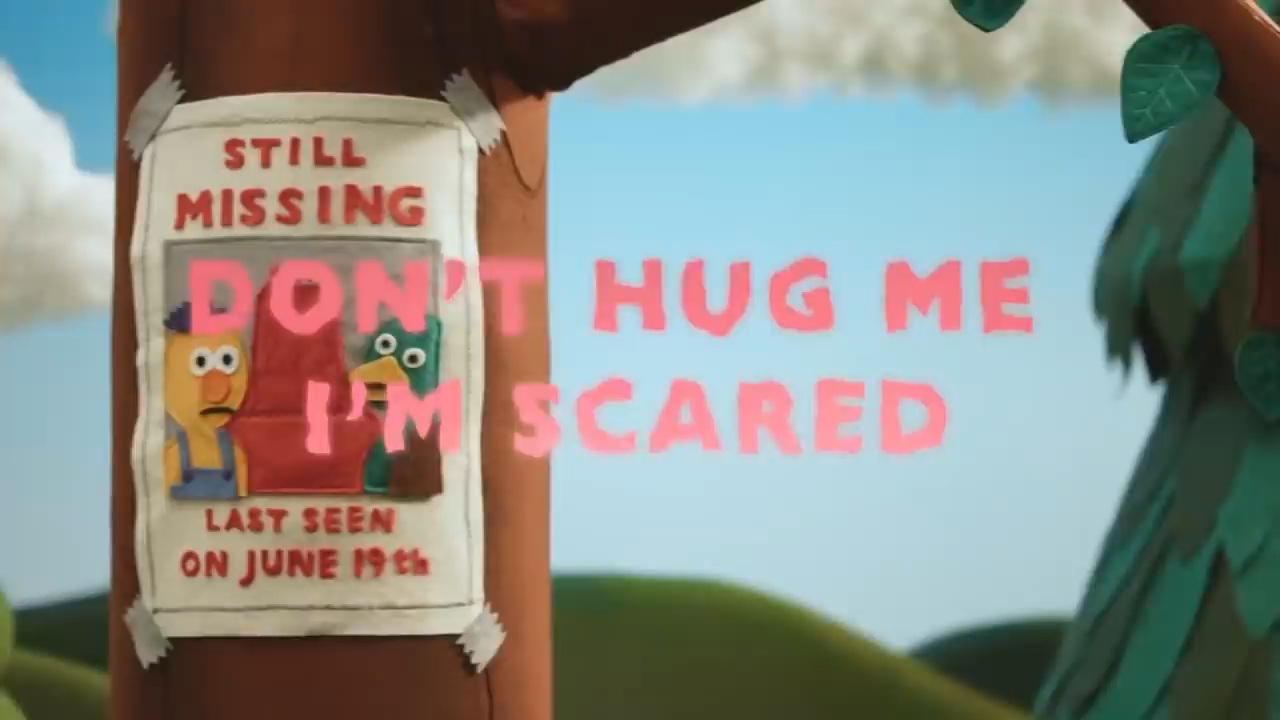 STILL
MISSING
DON'T HUG ME
I'M SCARED
LAST SEEN
ON JUNE 19th